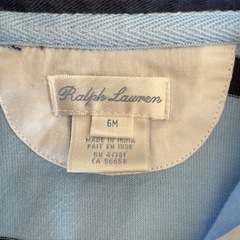 Ralph Lauren
6M
MADE IN INDIA
FAIT EN INDE
RN 41381
CA 56658